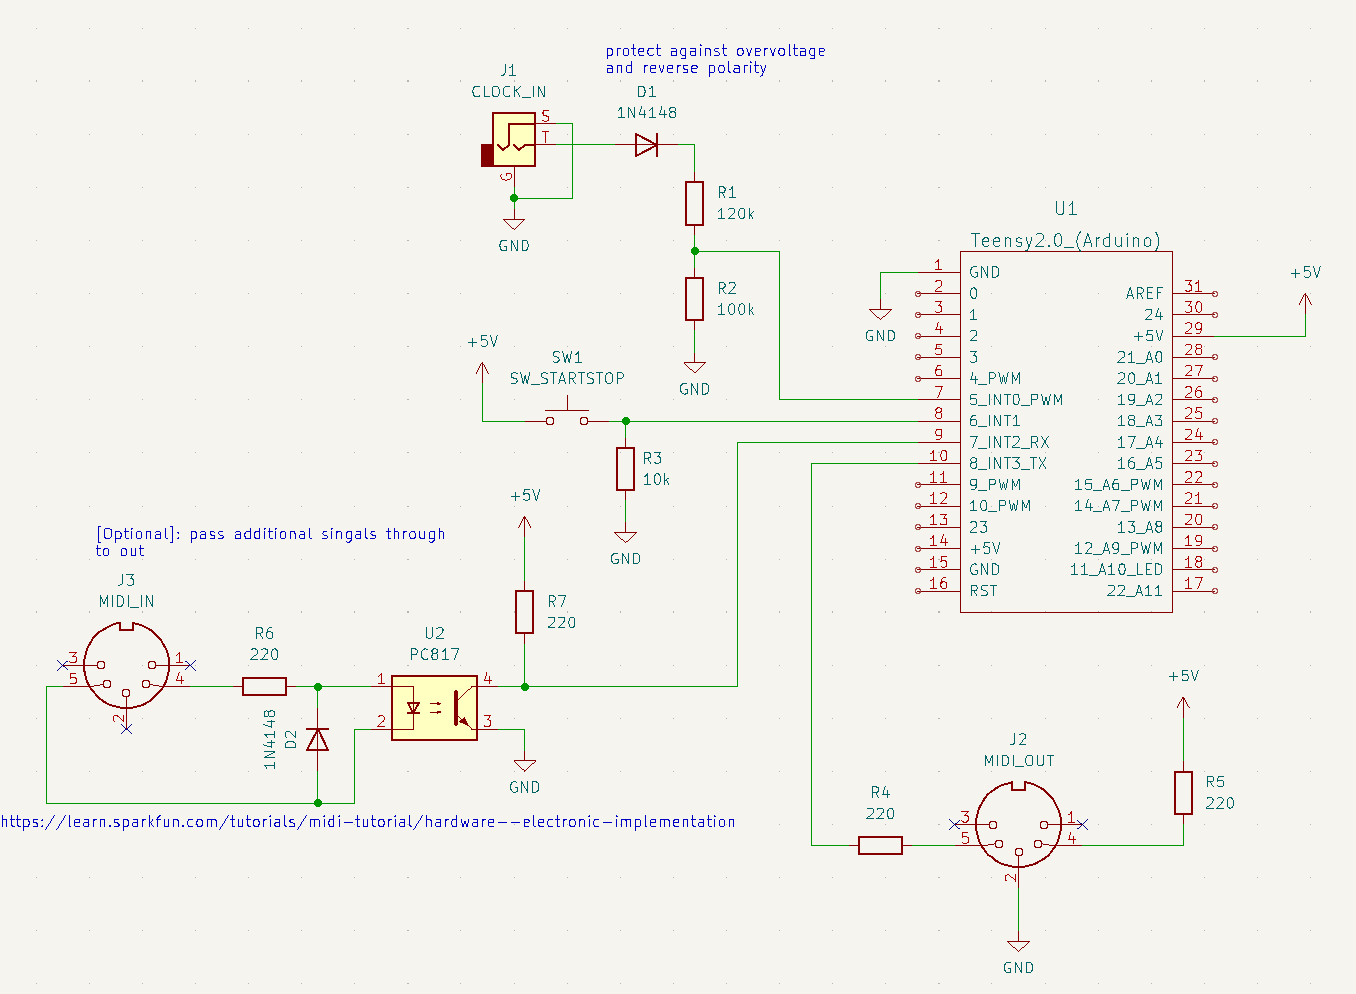 protect against overvoltage
and reverse polarity
J1
CLOCK_IN
D1
1N4148
S
T
G
GND
R1
120k
R2
100k
GND
U1
Teensy2.0_(Arduino)
1 GND
2 0
3 1
4 2
5 3
6 4_PWM
7 5_INT0_PWM
8 6_INT1
9 7_INT2_RX
10 8_INT3_TX
11 9_PWM
12 10_PWM
13 23
14 +5V
15 GND
16 RST
AREF 31
24 30
+5V 29
21_A0 28
20_A1 27
19_A2 26
18_A3 25
17_A4 24
16_A5 23
15_A6_PWM 22
14_A7_PWM 21
13_A8 20
12_A9_PWM 19
11_A10_LED 18
22_A11 17
GND
+5V
+5V
SW1
SW_STARTSTOP
R3
10k
GND
+5V
R7
220
[Optional]: pass additional singals through
to out
J3
MIDI_IN
3
1
5
4
2
R6
220
1N4148
D2
U2
PC817
1
2
4
3
GND
https://learn.sparkfun.com/tutorials/midi-tutorial/hardware--electronic-implementation
R4
220
J2
MIDI_OUT
3
1
5
4
2
GND
+5V
R5
220